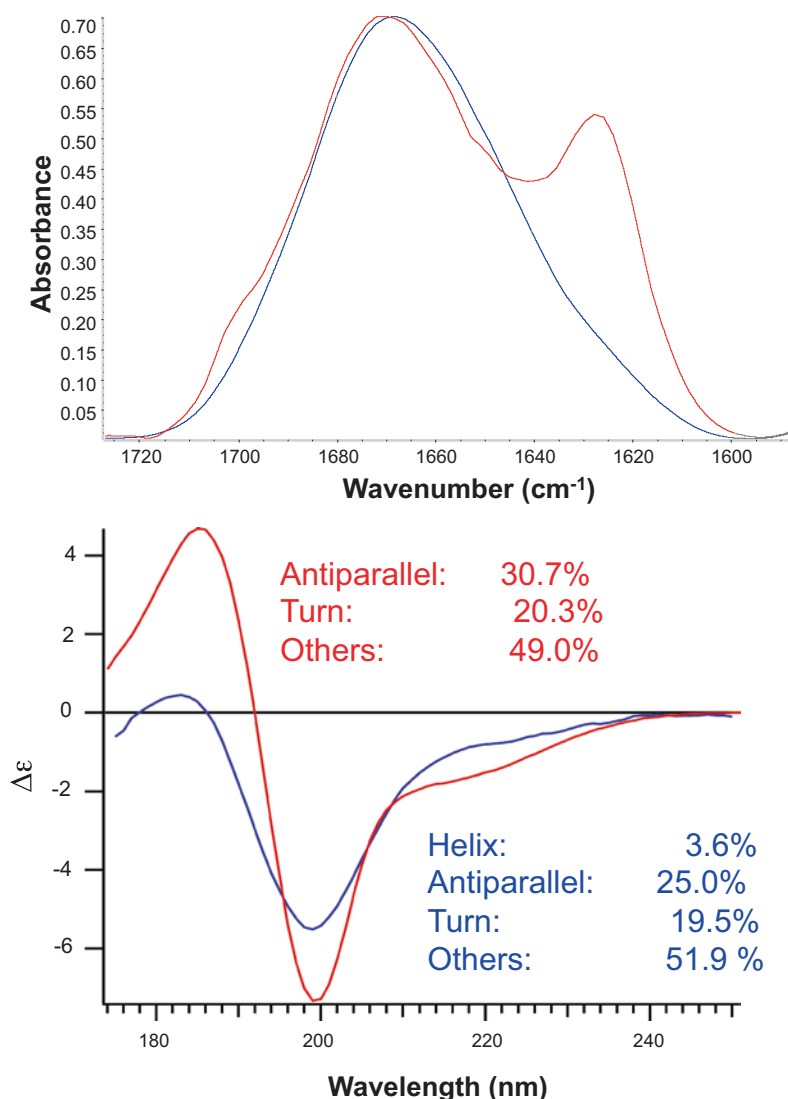 0.70
0.65
0.60
0.55
0.50
0.45
0.40
0.35
0.30
0.25
0.20
0.15
0.10
0.05
Absorbance
1720 1700 1680 1660 1640 1620 1600
Wavenumber (cm-1)
4
2
0
-2
-4
-6
Δε
Antiparallel: 30.7%
Turn: 20.3%
Others: 49.0%
Helix: 3.6%
Antiparallel: 25.0%
Turn: 19.5%
Others: 51.9 %
180 200 220 240
Wavelength (nm)